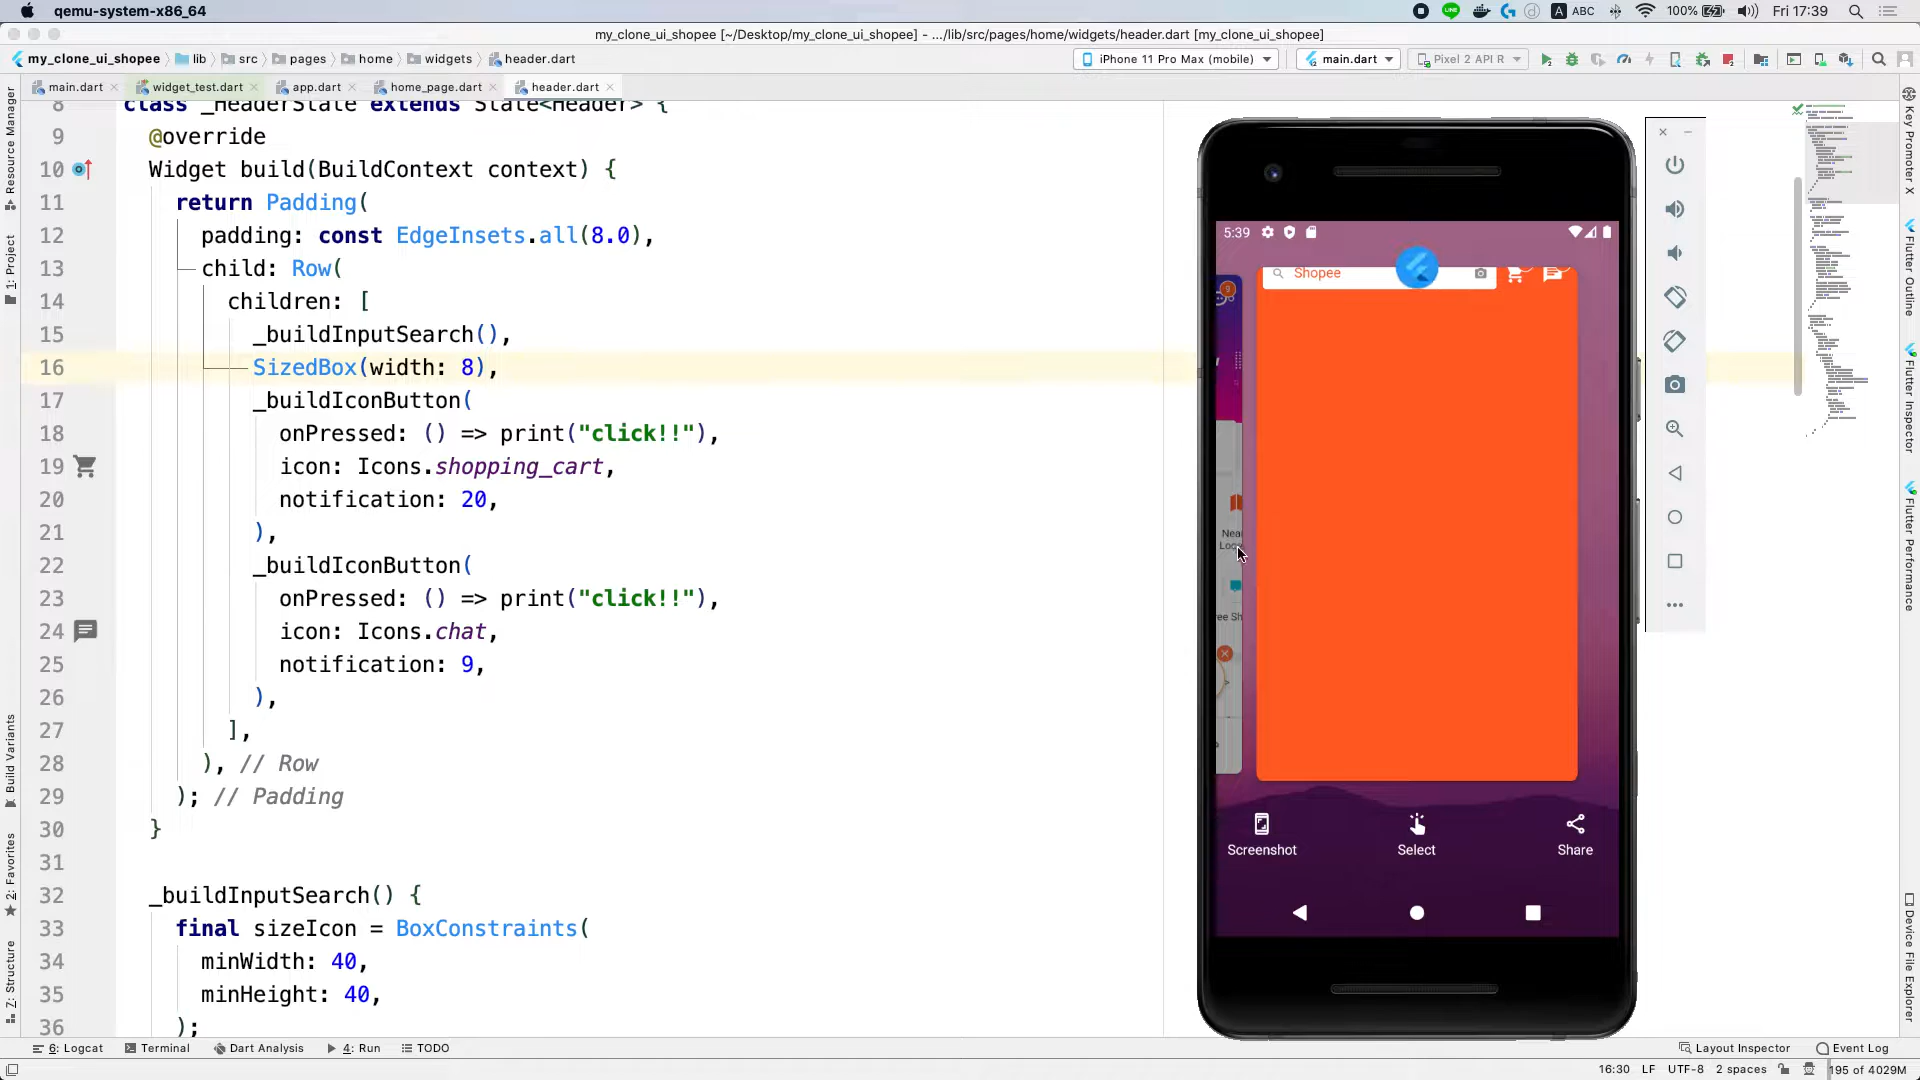 qemu-system-x86_64
A ABC
100%
Fri 17:39
my_clone_ui_shopee [~/Desktop/my_clone_ui_shopee] - .../lib/src/pages/home/widgets/header.dart [my_clone_ui_shopee]
my_clone_ui_shopee lib src pages home widgets header.dart
iPhone 11 Pro Max (mobile)
main.dart
Pixel 2 API R
main.dart widget_test.dart app.dart home_page.dart header.dart
8 class _HeaderState extends State<Header> {
9 @override
10 Widget build(BuildContext context) {
11 return Padding(
12 padding: const EdgeInsets.all(8.0),
13 child: Row(
14 children: [
15 _buildInputSearch(),
16 SizedBox(width: 8),
17 _buildIconButton(
18 onPressed: () => print("click!!"),
19 icon: Icons.shopping_cart,
20 notification: 20,
21 ),
22 _buildIconButton(
23 onPressed: () => print("click!!"),
24 icon: Icons.chat,
25 notification: 9,
26 ),
27 ],
28 ), // Row
29 ); // Padding
30 }
31
32 _buildInputSearch() {
33 final sizeIcon = BoxConstraints(
34 minWidth: 40,
35 minHeight: 40,
36 );
Resource Manager
1: Project
Build Variants
2: Favorites
7: Structure
5:39
Shopee
9
Screenshot
Select
Share
Key Promoter X
Flutter Outline
Flutter Inspector
Flutter Performance
Device File Explorer
6: Logcat Terminal Dart Analysis 4: Run TODO
Layout Inspector Event Log
16:30 LF UTF-8 2 spaces 195 of 4029M